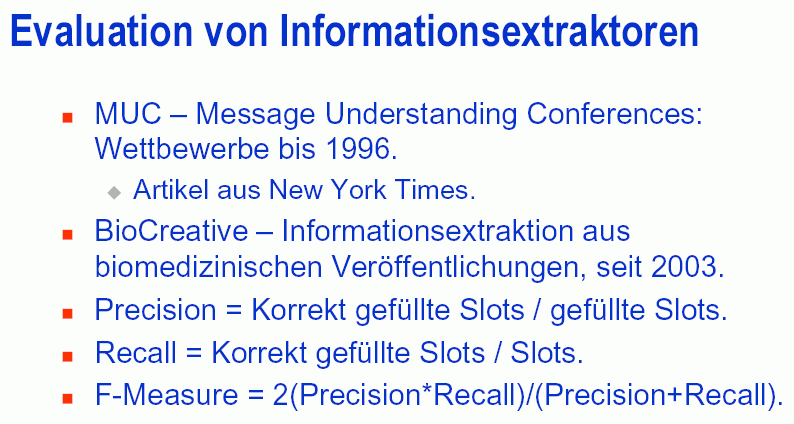 Evaluation von Informationsextraktoren
MUC – Message Understanding Conferences:
Wettbewerbe bis 1996.
Artikel aus New York Times.
BioCreative – Informationsextraktion aus
biomedizinischen Veröffentlichungen, seit 2003.
Precision = Korrekt gefüllte Slots / gefüllte Slots.
Recall = Korrekt gefüllte Slots / Slots.
F-Measure = 2(Precision*Recall)/(Precision+Recall).